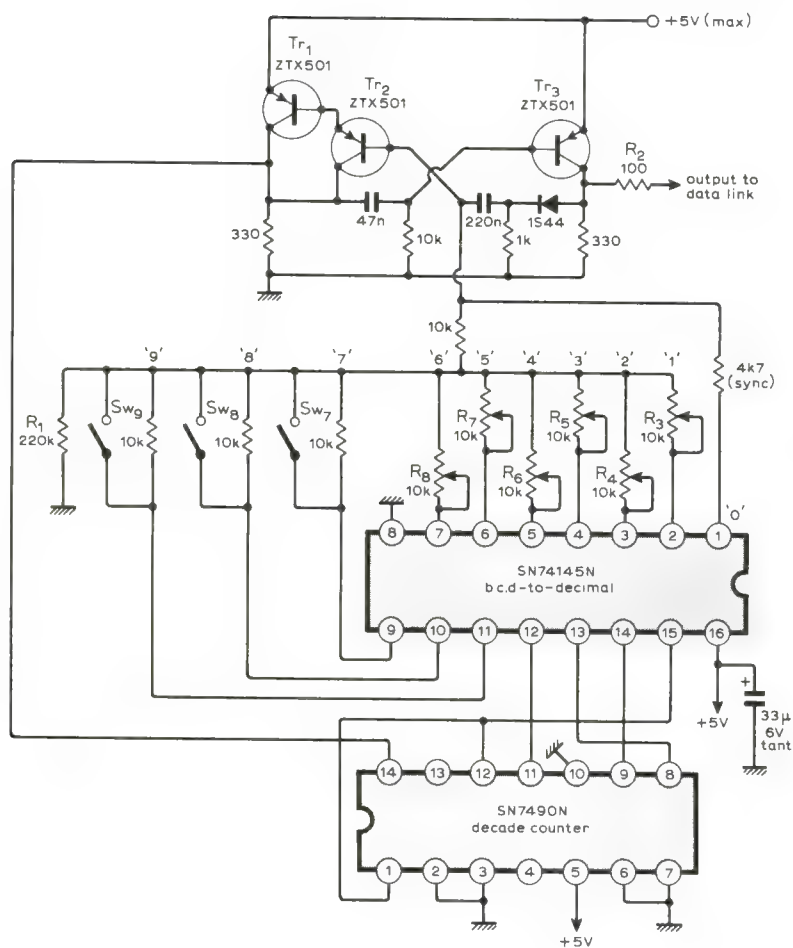 +5V (max)
Tr1
ZTX501
Tr2
ZTX501
Tr3
ZTX501
R2
100
output to
data link
47n
220n
1S44
330
10k
1k
330
10k
4k7
(sync)
'9'
'8'
'7'
'6'
'5'
'4'
'3'
'2'
'1'
R1
220k
Sw9
10k
Sw8
10k
Sw7
10k
R8
10k
R7
10k
R6
10k
R5
10k
R4
10k
R3
10k
'0'
8
7
6
5
4
3
2
1
SN74145N
b.c.d-to-decimal
9
10
11
12
13
14
15
16
+5V
+
33μ
6V
tant
14
13
12
11
10
9
8
SN7490N
decade counter
1
2
3
4
5
6
7
+5V